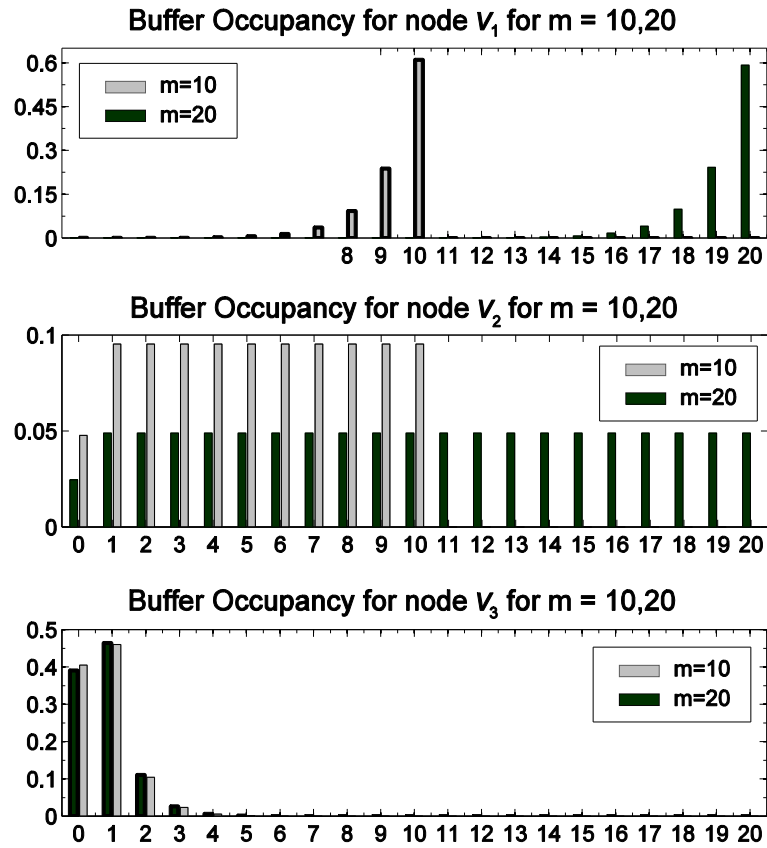 Buffer Occupancy for node V1 for m = 10,20
0.6
0.45
0.3
0.15
0
m=10
m=20
8 9 10 11 12 13 14 15 16 17 18 19 20
Buffer Occupancy for node V2 for m = 10,20
0.1
0.05
0
m=10
m=20
0 1 2 3 4 5 6 7 8 9 10 11 12 13 14 15 16 17 18 19 20
Buffer Occupancy for node V3 for m = 10,20
0.5
0.4
0.3
0.2
0.1
0
m=10
m=20
0 1 2 3 4 5 6 7 8 9 10 11 12 13 14 15 16 17 18 19 20